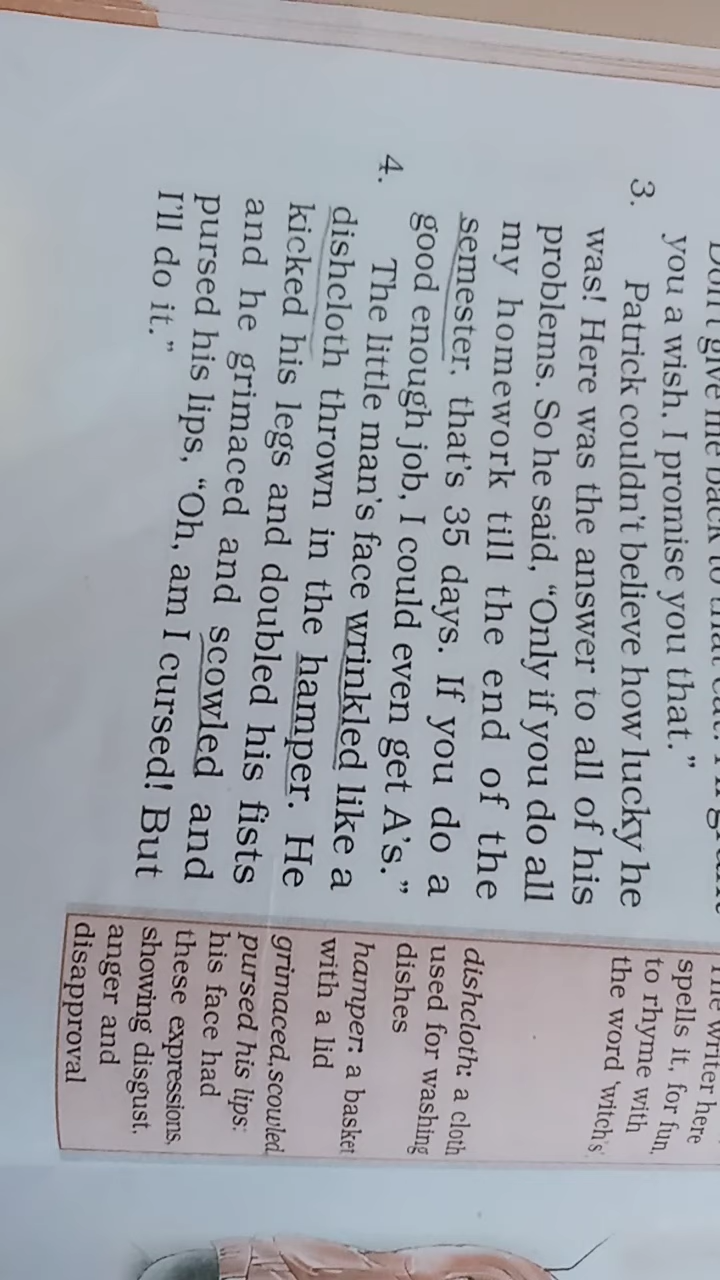 you a wish. I promise you that.”
3. Patrick couldn't believe how lucky he
was! Here was the answer to all of his
problems. So he said, “Only if you do all
my homework till the end of the
semester, that's 35 days. If you do a
good enough job, I could even get A's.”
4. The little man's face wrinkled like a
dishcloth thrown in the hamper. He
kicked his legs and doubled his fists
and he grimaced and scowled and
pursed his lips, “Oh, am I cursed! But
I'll do it.”
writer here
spells it, for fun,
to rhyme with
the word ‘witch's’
dishcloth: a cloth
used for washing
dishes
hamper: a basket
with a lid
grimaced,scowled
pursed his lips:
his face had
these expressions,
showing disgust,
anger and
disapproval